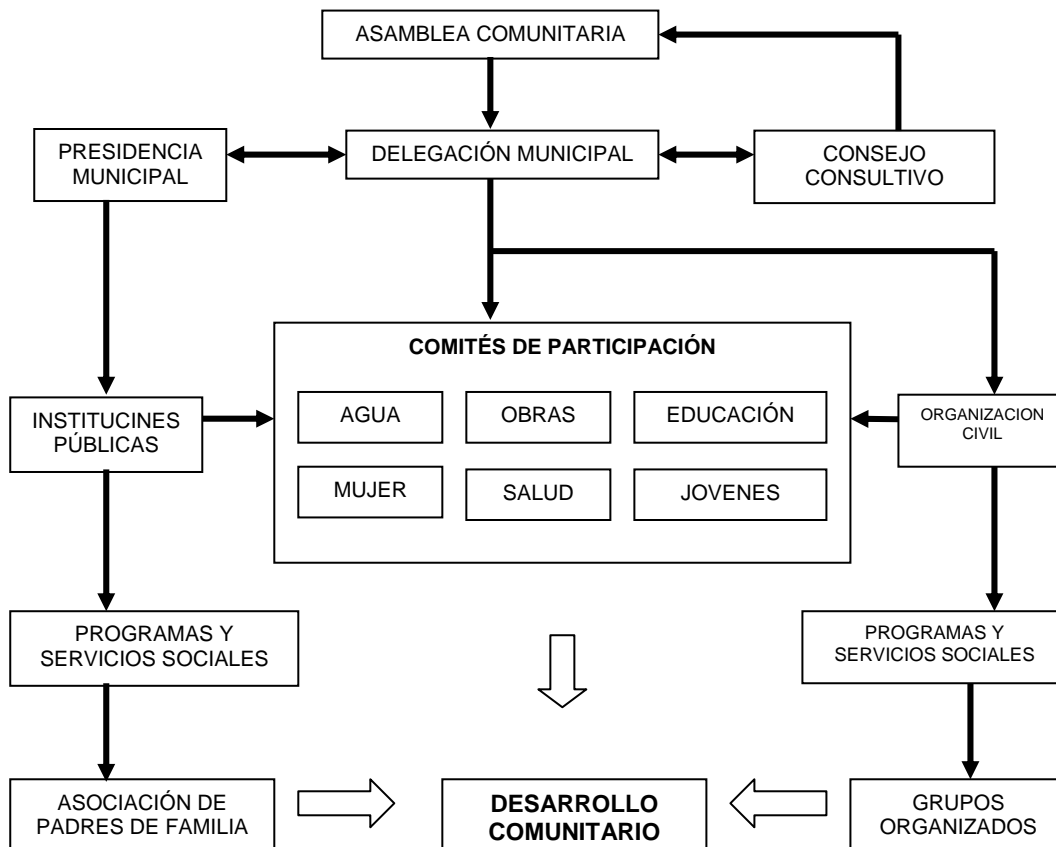 ASAMBLEA COMUNITARIA
PRESIDENCIA
MUNICIPAL
DELEGACIÓN MUNICIPAL
CONSEJO
CONSULTIVO
COMITÉS DE PARTICIPACIÓN
AGUA
OBRAS
EDUCACIÓN
MUJER
SALUD
JOVENES
INSTITUCINES
PÚBLICAS
ORGANIZACION
CIVIL
PROGRAMAS Y
SERVICIOS SOCIALES
PROGRAMAS Y
SERVICIOS SOCIALES
ASOCIACIÓN DE
PADRES DE FAMILIA
DESARROLLO
COMUNITARIO
GRUPOS
ORGANIZADOS